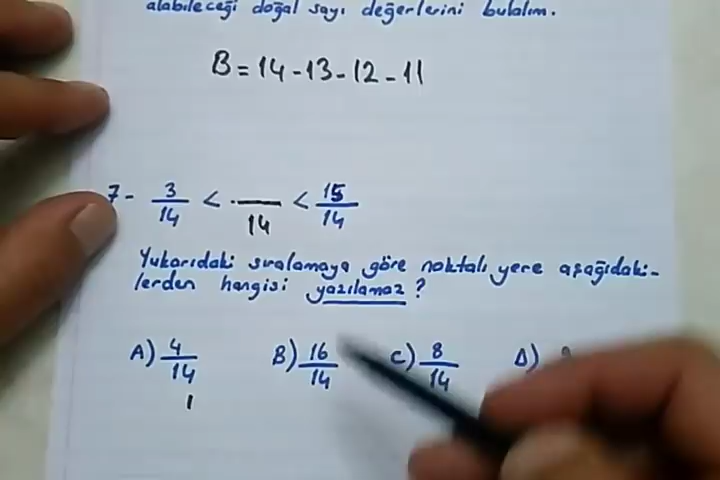 alabileceği doğal sayı değerlerini bulalım.
B = 14 - 13 - 12 - 11
7- 3/14 < ./14 < 15/14
Yukarıdaki sıralamaya göre noktalı yere aşağıdaki-
lerden hangisi yazılamaz ?
A) 4/14 B) 16/14 C) 8/14 D)